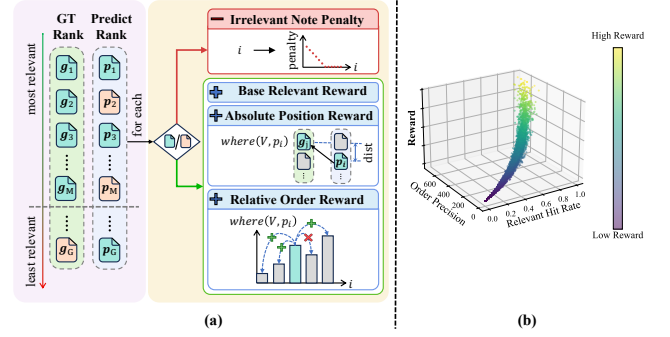 GT
Rank
Predict
Rank
most relevant
least relevant
g1
g2
g3
gM
gG
p1
p2
p3
pM
pG
for each
/
Irrelevant Note Penalty
i
penalty
i
Base Relevant Reward
Absolute Position Reward
where(V,pi)
gj
pi
dist
Relative Order Reward
where(V,pi)
i
(a)
Reward
Order Precision
600
400
200
0
0.0
0.2
0.4
0.6
0.8
1.0
Relevant Hit Rate
High Reward
Low Reward
(b)